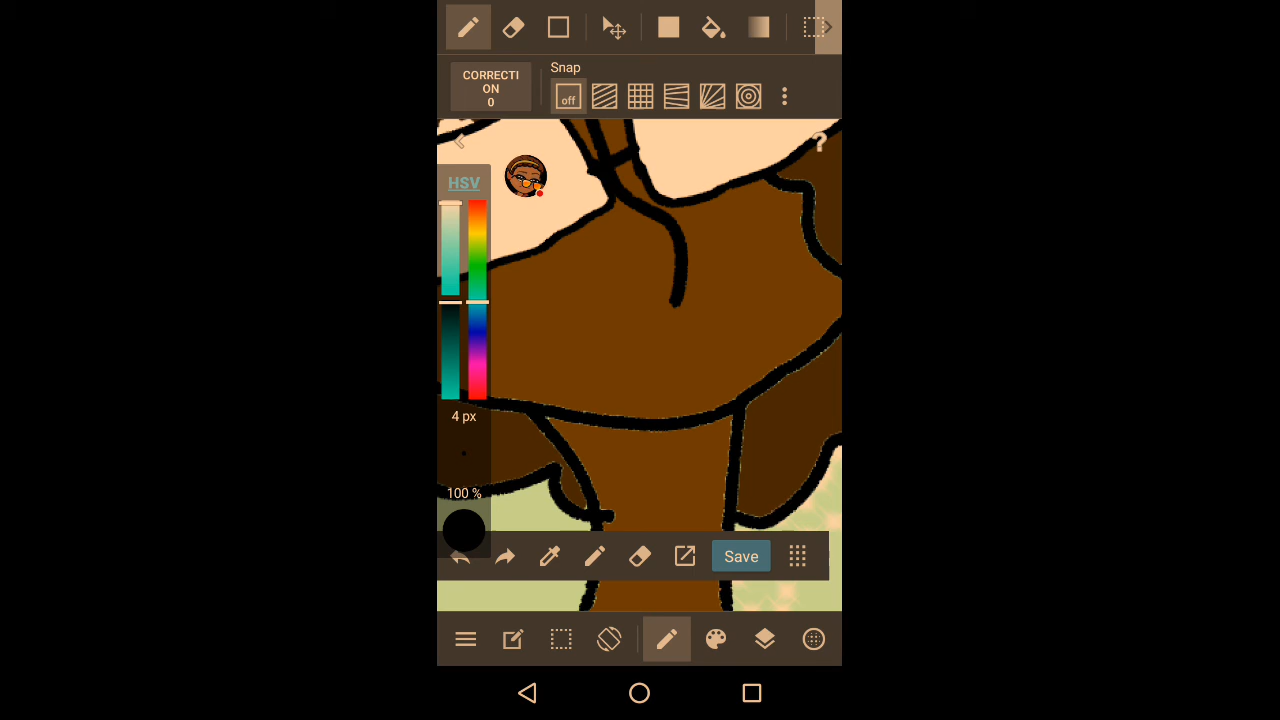 Snap
CORRECTI
ON
0
off
?
HSV
4 px
100 %
Save